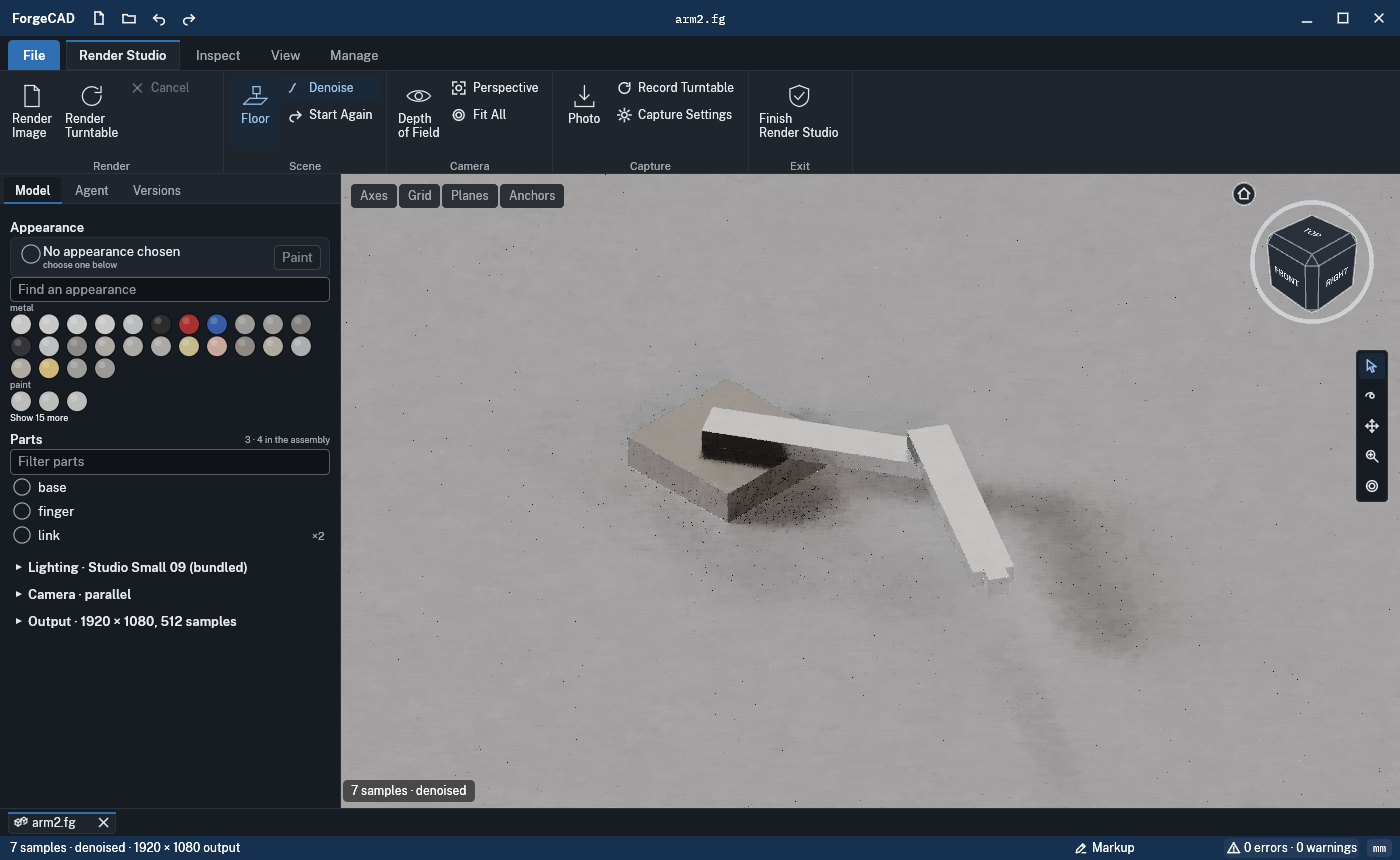 ForgeCAD
arm2.fg
File
Render Studio
Inspect
View
Manage
Render
Image
Render
Turntable
Cancel
Render
Floor
Denoise
Start Again
Scene
Depth
of Field
Perspective
Fit All
Camera
Photo
Record Turntable
Capture Settings
Capture
Finish
Render Studio
Exit
Model
Agent
Versions
Appearance
No appearance chosen
choose one below
Paint
Find an appearance
metal
paint
Show 15 more
Parts
3 · 4 in the assembly
Filter parts
base
finger
link
×2
Lighting · Studio Small 09 (bundled)
Camera · parallel
Output · 1920 × 1080, 512 samples
Axes
Grid
Planes
Anchors
TOP
FRONT
RIGHT
7 samples · denoised
arm2.fg
7 samples · denoised · 1920 × 1080 output
Markup
0 errors · 0 warnings
mm